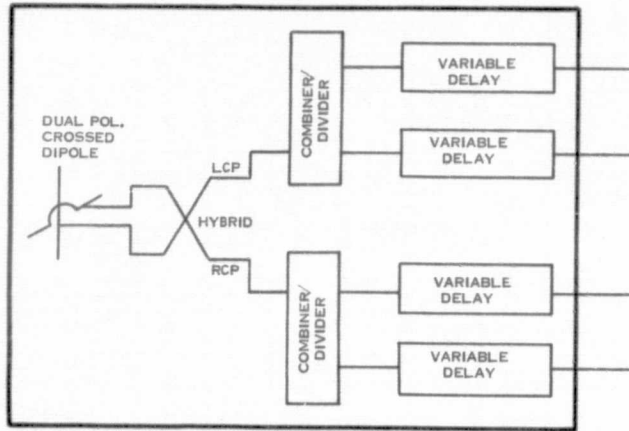 DUAL POL.
CROSSED
DIPOLE
LCP
HYBRID
RCP
COMBINER/
DIVIDER
VARIABLE
DELAY
VARIABLE
DELAY
COMBINER/
DIVIDER
VARIABLE
DELAY
VARIABLE
DELAY